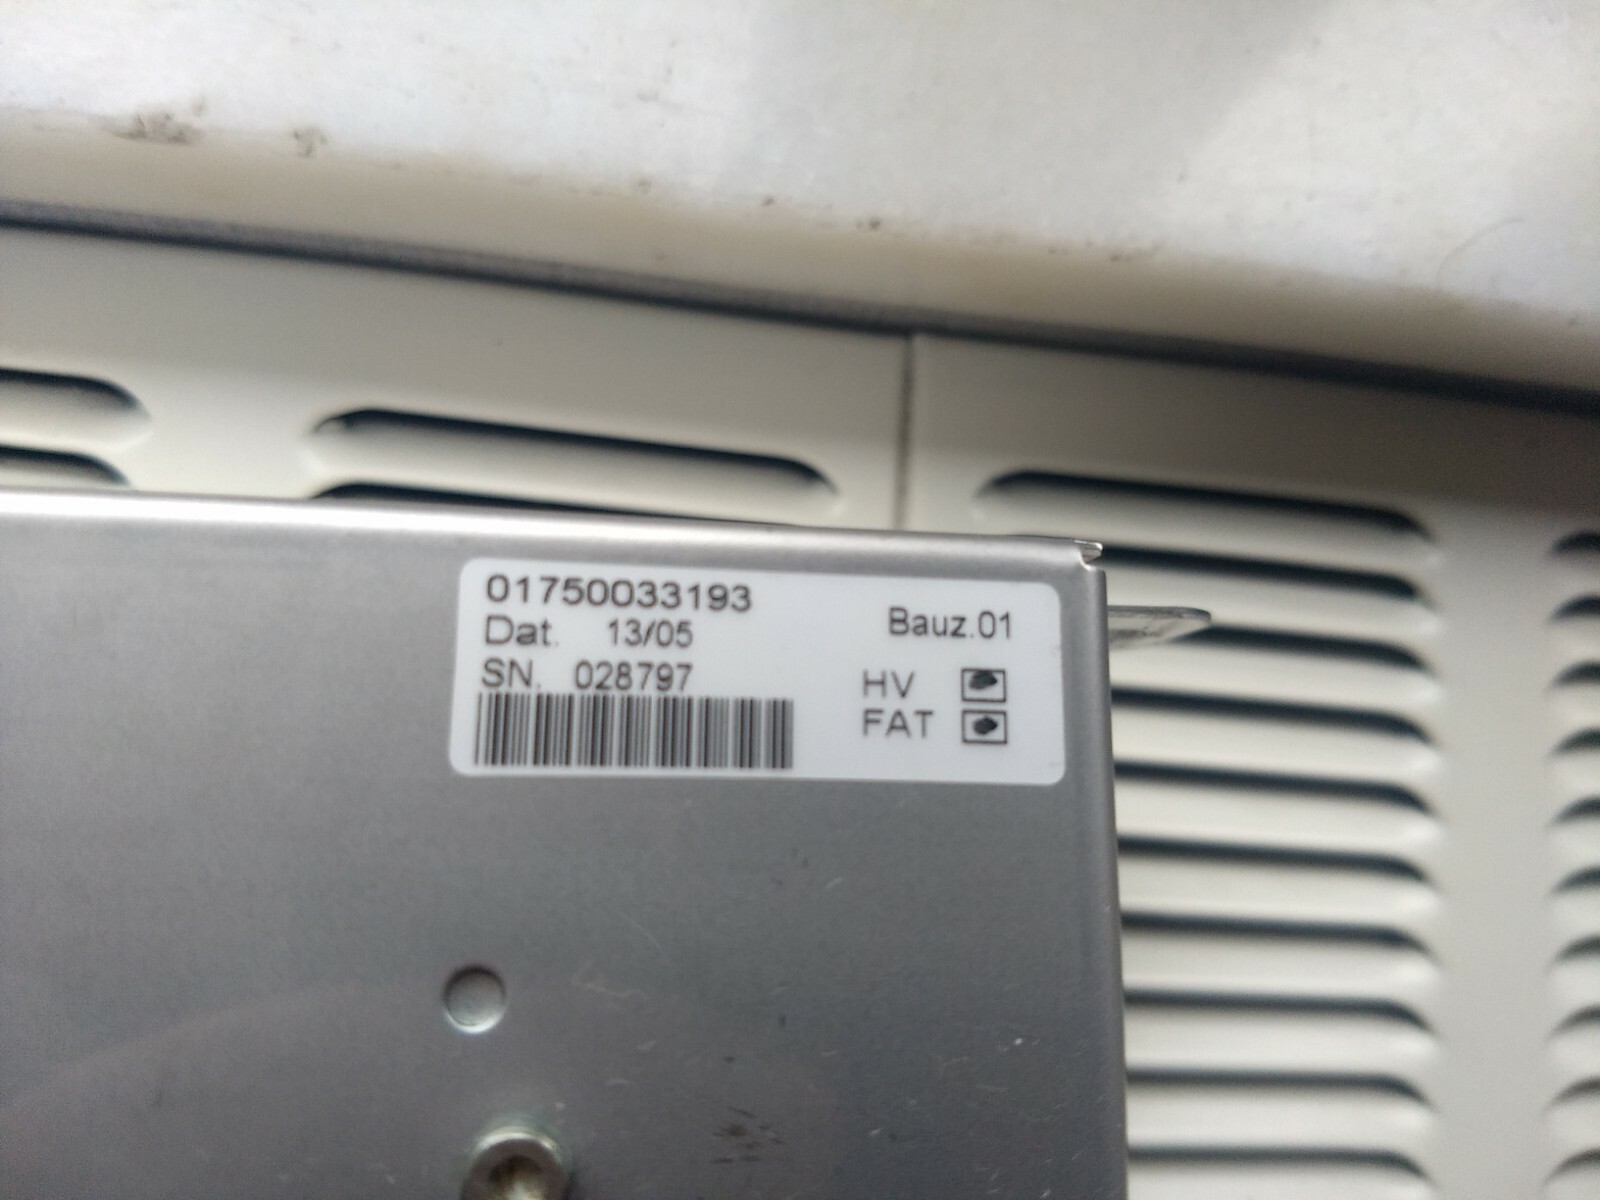 01750033193
Dat. 13/05
Bauz.01
SN. 028797
HV
FAT